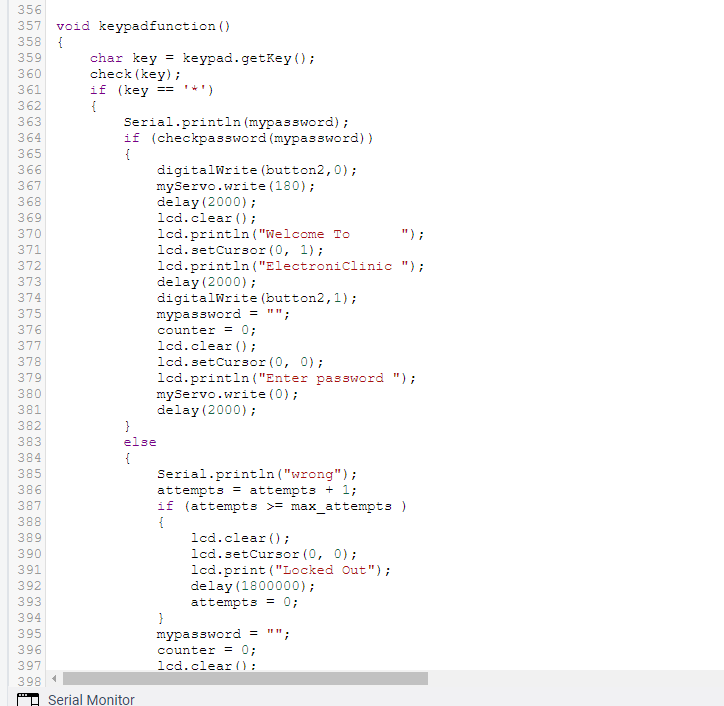 356
357 void keypadfunction()
358 {
359     char key = keypad.getKey();
360     check(key);
361     if (key == '*')
362     {
363         Serial.println(mypassword);
364         if (checkpassword(mypassword))
365         {
366             digitalWrite(button2,0);
367             myServo.write(180);
368             delay(2000);
369             lcd.clear();
370             lcd.println("Welcome To      ");
371             lcd.setCursor(0, 1);
372             lcd.println("ElectroniClinic ");
373             delay(2000);
374             digitalWrite(button2,1);
375             mypassword = "";
376             counter = 0;
377             lcd.clear();
378             lcd.setCursor(0, 0);
379             lcd.println("Enter password ");
380             myServo.write(0);
381             delay(2000);
382         }
383         else
384         {
385             Serial.println("wrong");
386             attempts = attempts + 1;
387             if (attempts >= max_attempts )
388             {
389                 lcd.clear();
390                 lcd.setCursor(0, 0);
391                 lcd.print("Locked Out");
392                 delay(1800000);
393                 attempts = 0;
394             }
395             mypassword = "";
396             counter = 0;
397             lcd.clear();
398
Serial Monitor